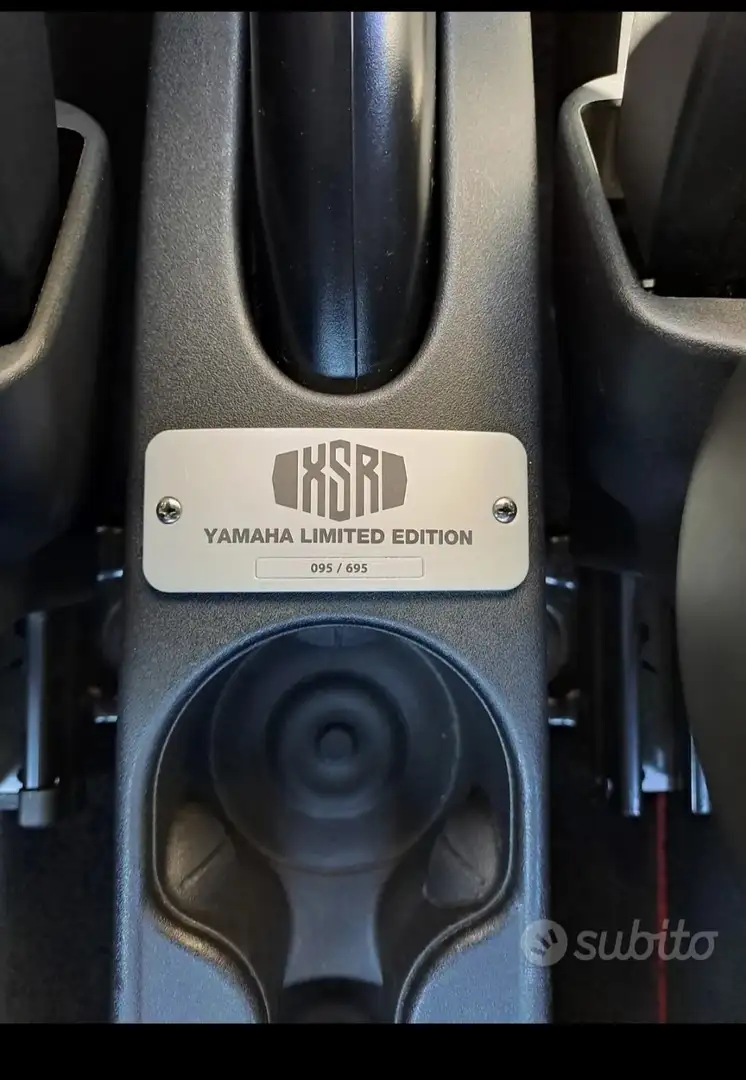 XSR
YAMAHA LIMITED EDITION
095 / 695
subito